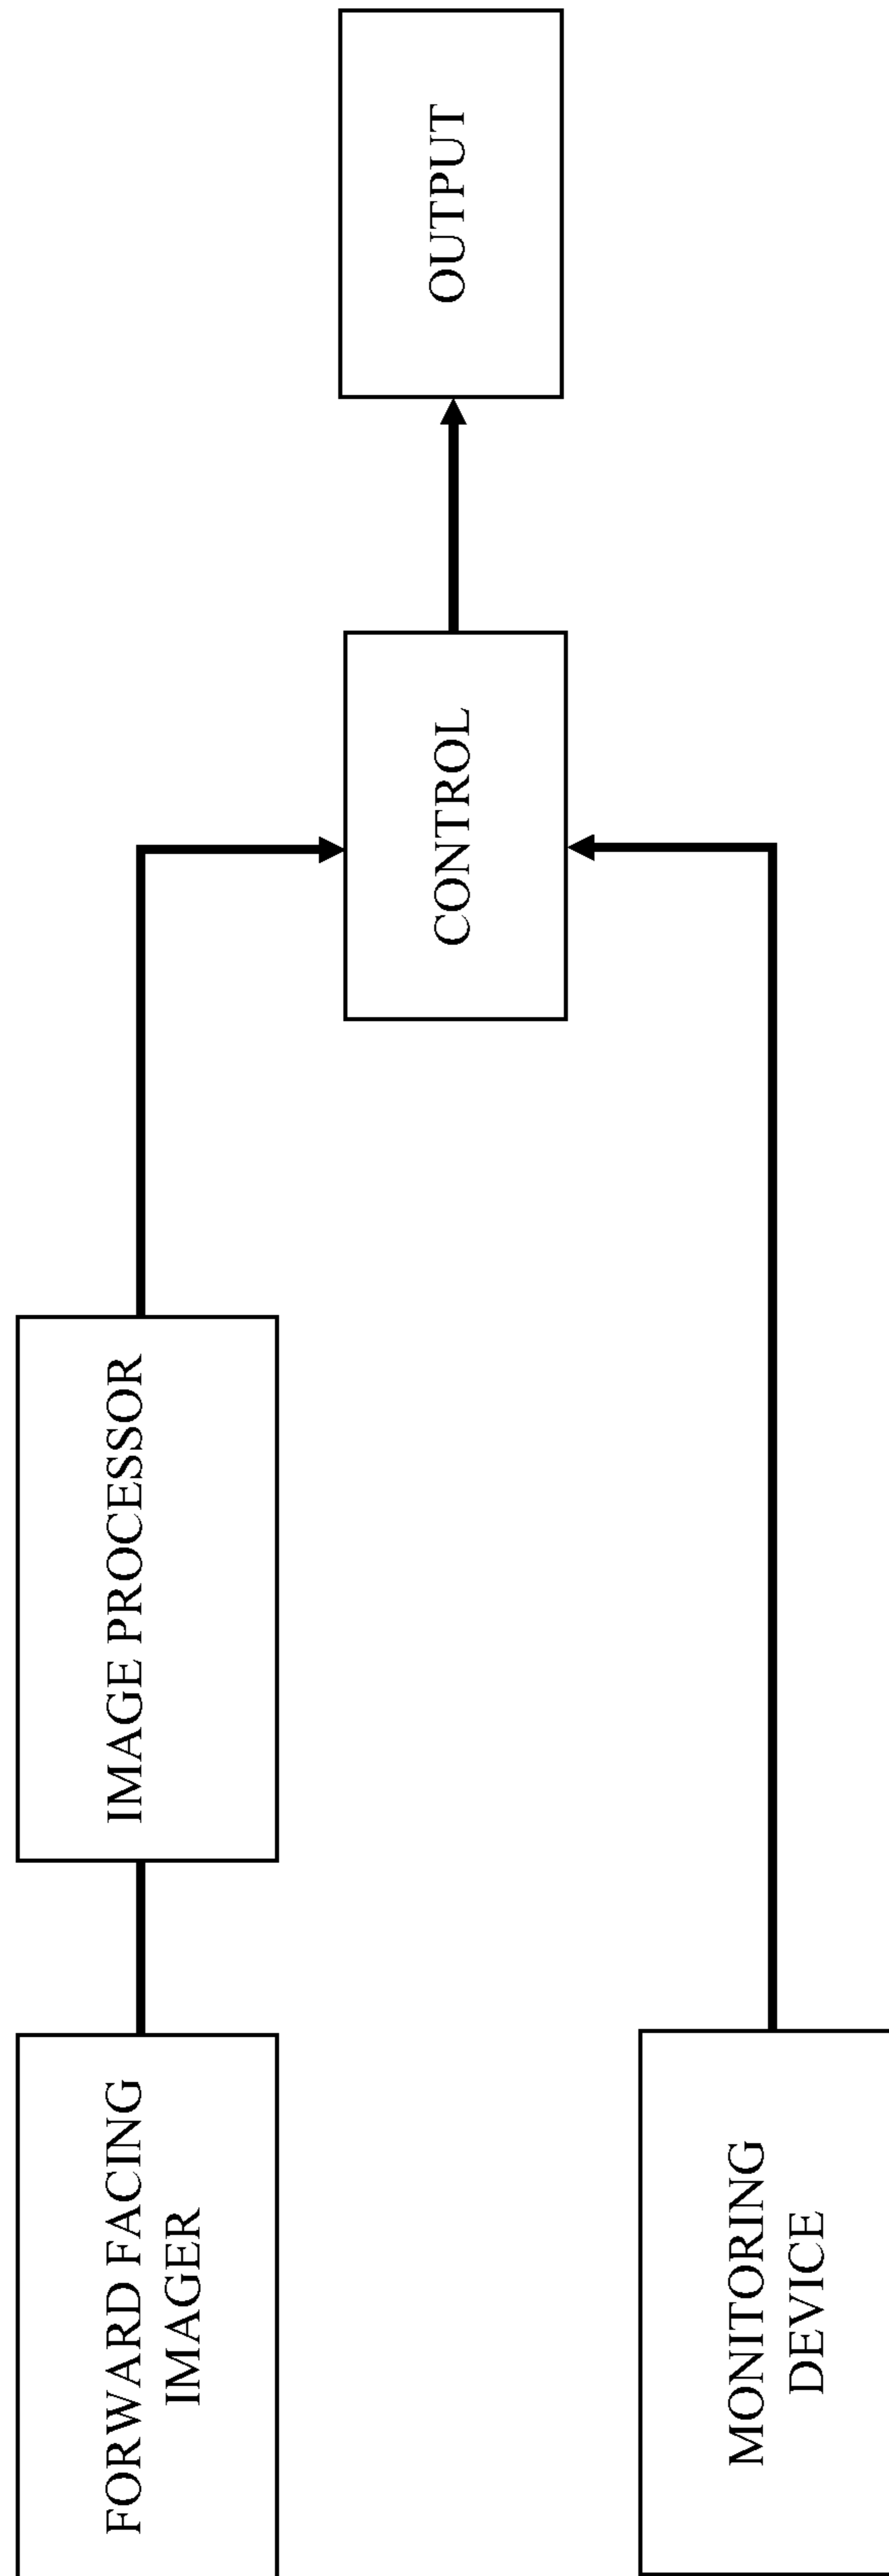 FORWARD FACING
IMAGER
IMAGE PROCESSOR
CONTROL
OUTPUT
MONITORING
DEVICE